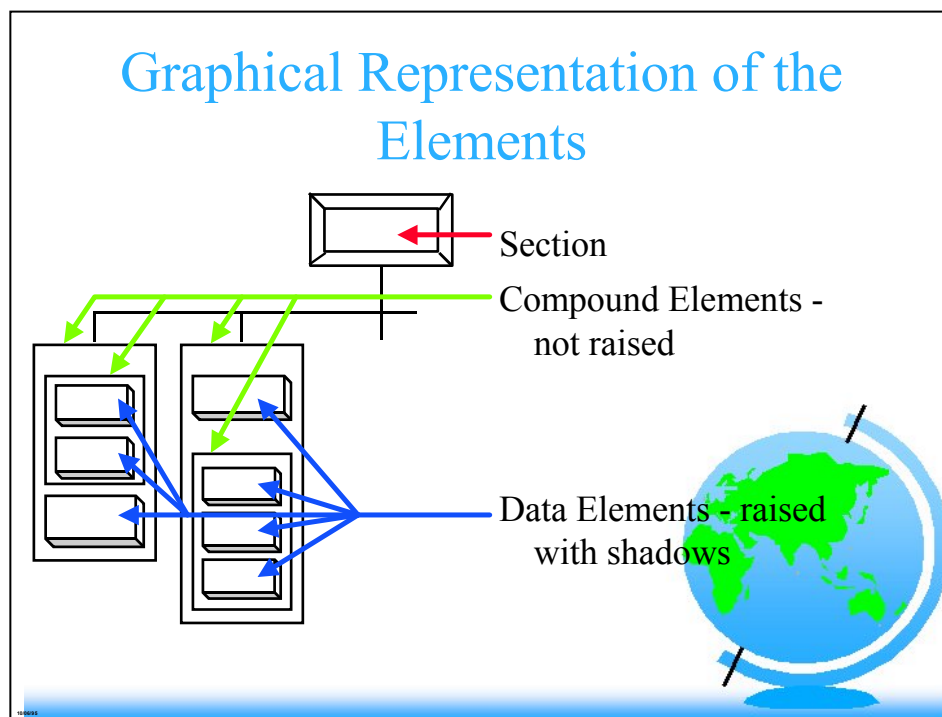 Graphical Representation of the
Elements
Section
Compound Elements -
not raised
Data Elements - raised
with shadows